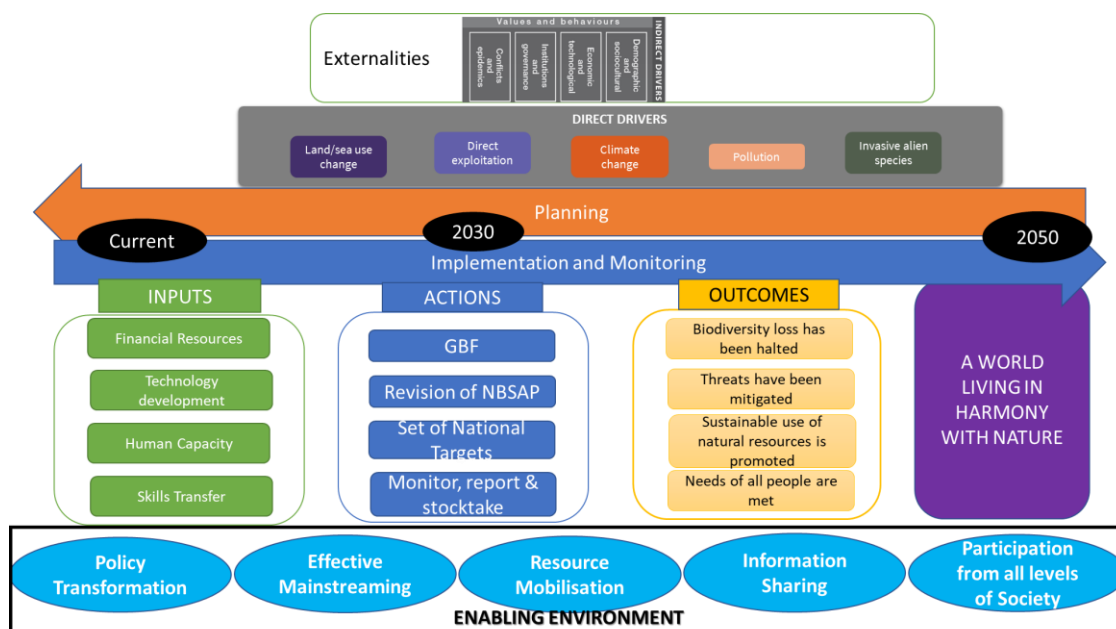 Externalities
Values and behaviours
Conflicts
and
epidemics
Institutions
and
governance
Economic
and
technological
Demographic
and
sociocultural
INDIRECT DRIVERS
DIRECT DRIVERS
Land/sea use
change
Direct
exploitation
Climate
change
Pollution
Invasive alien
species
Planning
Current
2030
2050
Implementation and Monitoring
INPUTS
Financial Resources
Technology
development
Human Capacity
Skills Transfer
ACTIONS
GBF
Revision of NBSAP
Set of National
Targets
Monitor, report &
stocktake
OUTCOMES
Biodiversity loss has
been halted
Threats have been
mitigated
Sustainable use of
natural resources is
promoted
Needs of all people are
met
A WORLD
LIVING IN
HARMONY
WITH NATURE
Policy
Transformation
Effective
Mainstreaming
Resource
Mobilisation
Information
Sharing
Participation
from all levels
of Society
ENABLING ENVIRONMENT